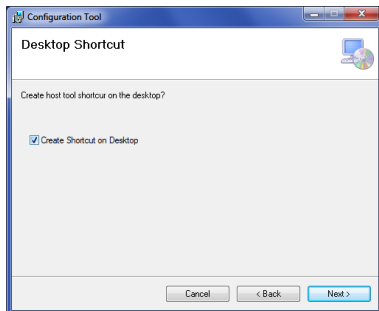 Configuration Tool
Desktop Shortcut
Create host tool shortcur on the desktop?
Create Shortcut on Desktop
Cancel
< Back
Next >